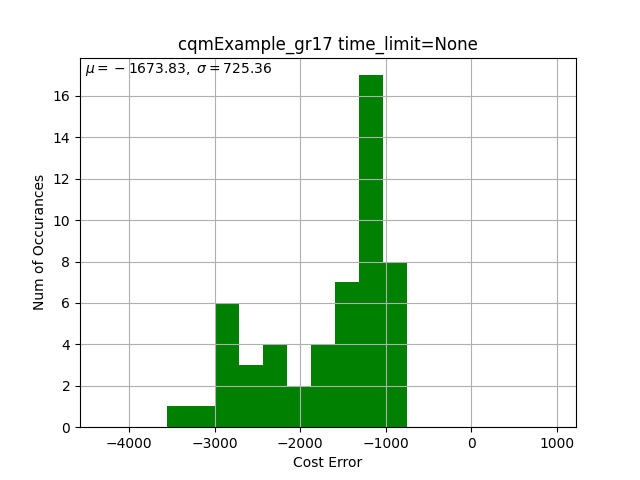 cqmExample_gr17 time_limit=None
μ = − 1673.83, σ = 725.36
16
14
12
10
8
6
4
2
0
Num of Occurances
−4000 −3000 −2000 −1000 0 1000
Cost Error